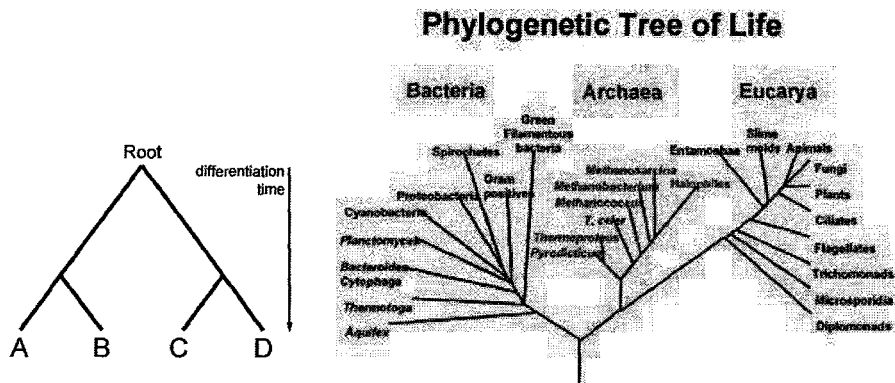 Phylogenetic Tree of Life
Bacteria
Archaea
Eucarya
Root
differentiation
time
A
B
C
D
Green
Filamentous
bacteria
Spirochetes
Gram
positives
Proteobacteria
Cyanobacteria
Planctomyces
Bacteroides
Cytophaga
Thermotoga
Aquifex
Methanosarcina
Methanobacterium
Methanococcus
Halophiles
T. celer
Thermoproteus
Pyrodicticum
Entamoebae
Slime
molds
Animals
Fungi
Plants
Ciliates
Flagellates
Trichomonads
Microsporidia
Diplomonads